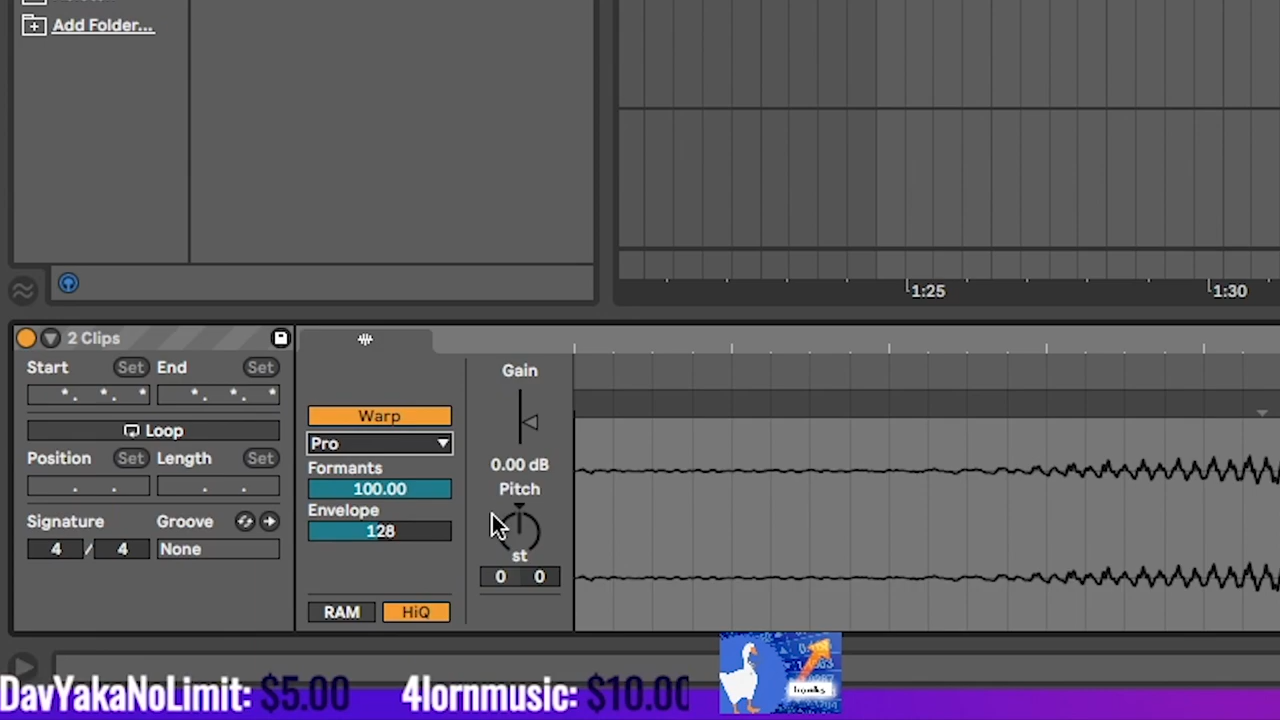 Add Folder...
1:25
1:30
2 Clips
Start Set End Set
*. *. * *. *. *
Loop
Position Set Length Set
. . . .
Signature Groove
4 / 4 None
Warp
Pro
Formants
100.00
Envelope
128
RAM HiQ
Gain
0.00 dB
Pitch
st
0 0
DavYakaNoLimit: $5.00 4lornmusic: $10.00